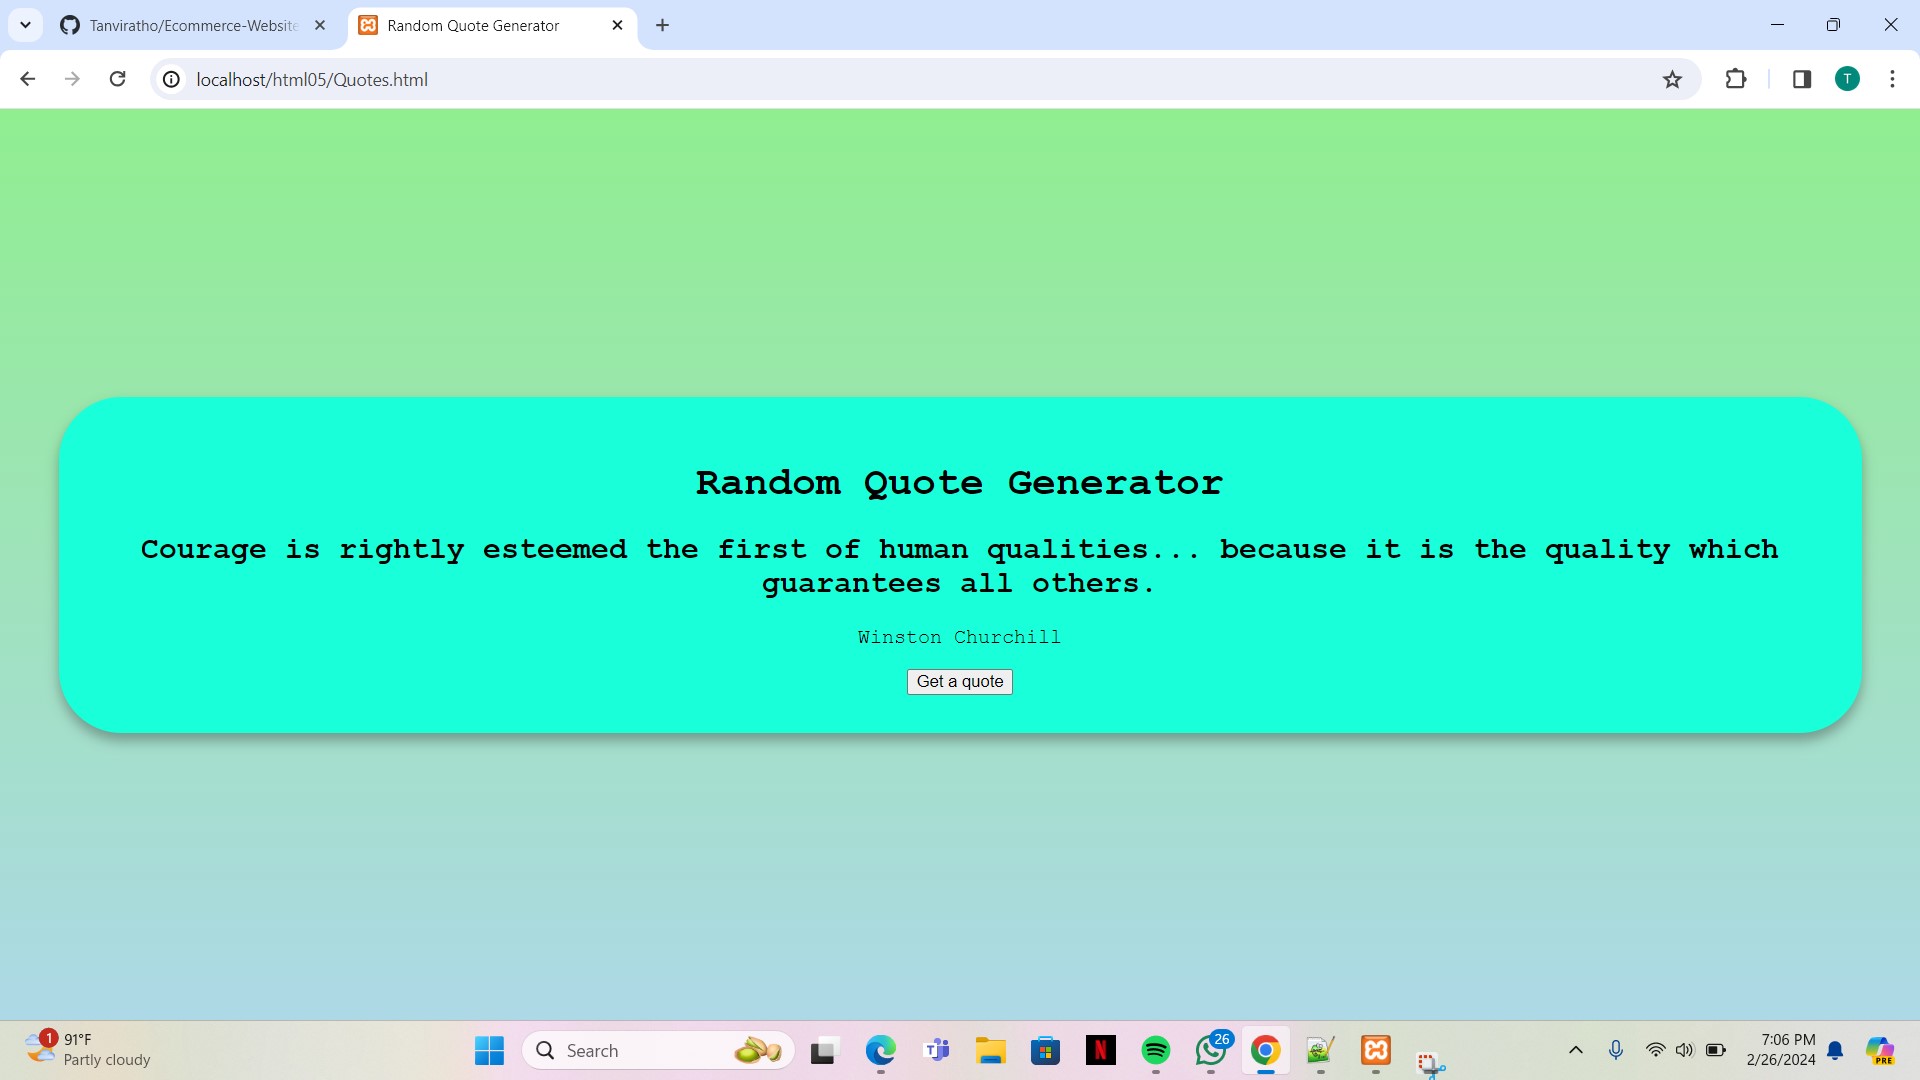 Tanviratho/Ecommerce-Website
Random Quote Generator
localhost/html05/Quotes.html
T
Random Quote Generator
Courage is rightly esteemed the first of human qualities... because it is the quality which
guarantees all others.
Winston Churchill
Get a quote
1
91°F
Partly cloudy
Search
T
N
26
PRE
7:06 PM
2/26/2024